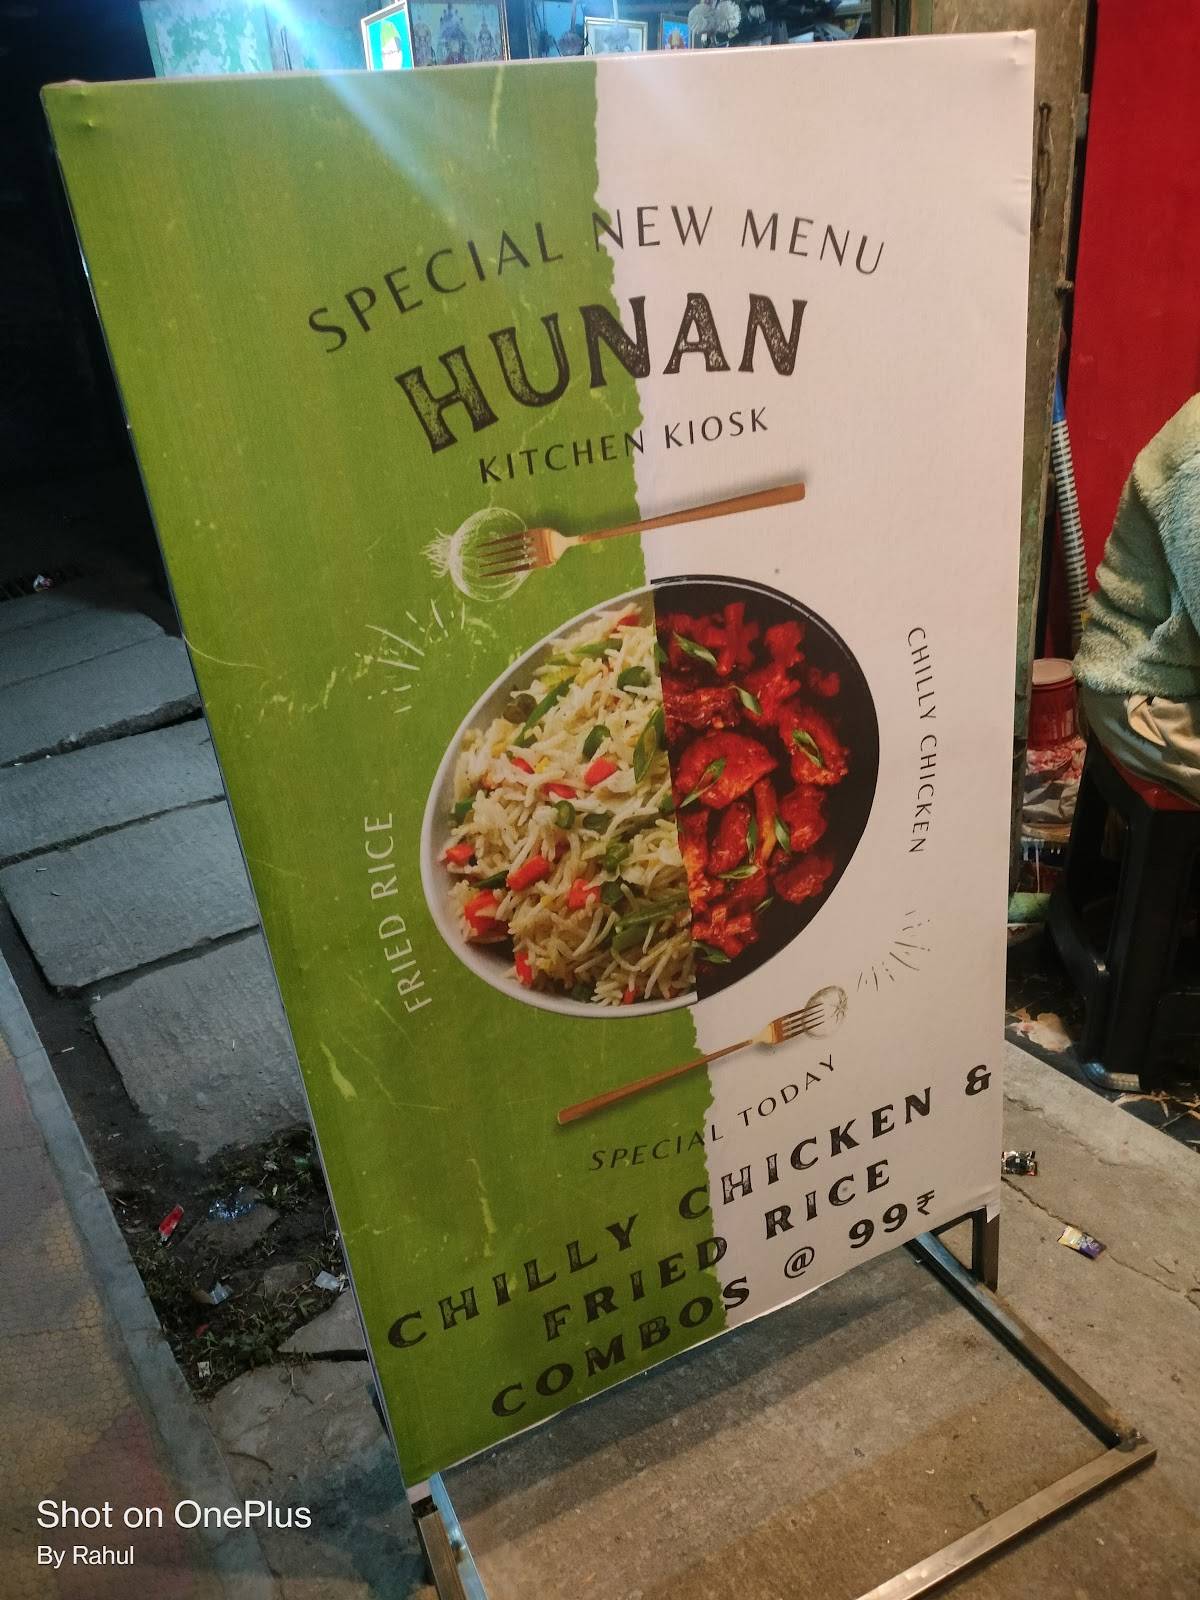 SPECIAL NEW MENU
HUNAN
KITCHEN KIOSK
FRIED RICE
CHILLY CHICKEN
SPECIAL TODAY
CHILLY CHICKEN &
FRIED RICE
COMBOS @ 99₹
Shot on OnePlus
By Rahul